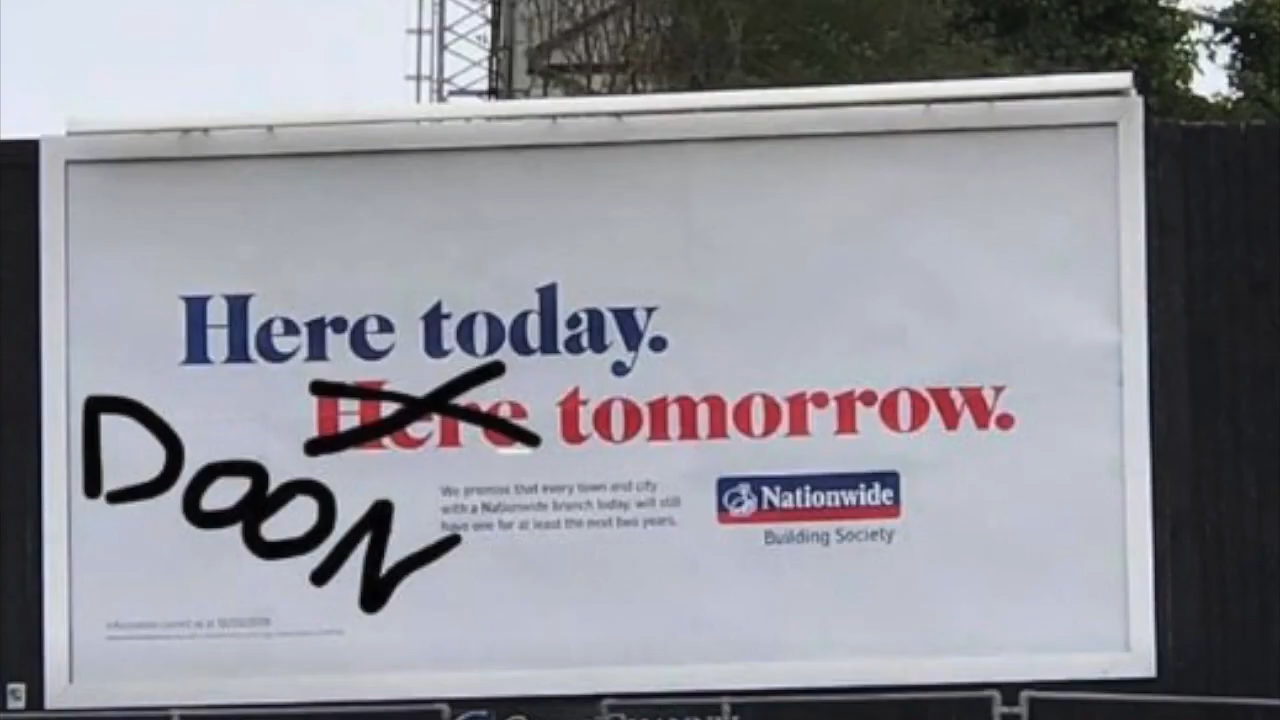 Here today.
Here tomorrow.
DOON
We promise that every town and city
with a Nationwide branch today, will still
have one for at least the next two years.
Nationwide
Building Society